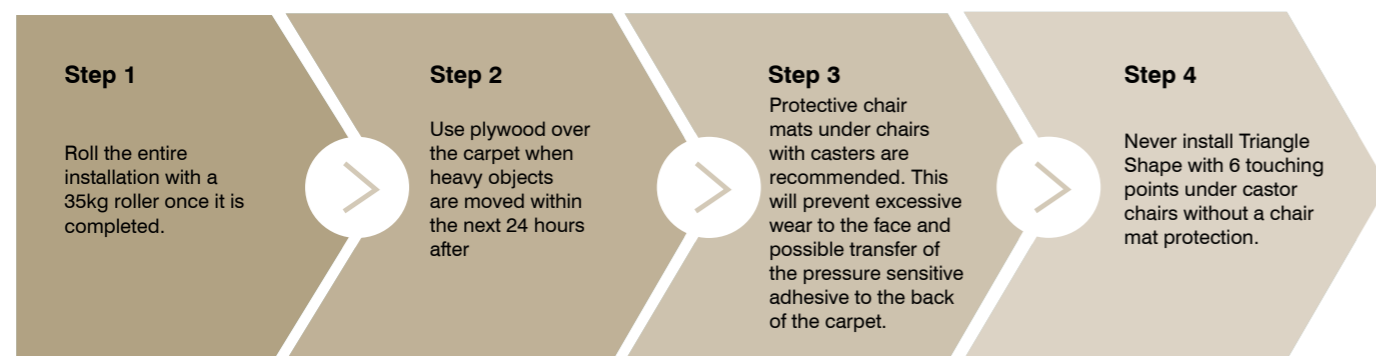 Step 1
Roll the entire
installation with a
35kg roller once it is
completed.
Step 2
Use plywood over
the carpet when
heavy objects
are moved within
the next 24 hours
after
Step 3
Protective chair
mats under chairs
with casters are
recommended. This
will prevent excessive
wear to the face and
possible transfer of
the pressure sensitive
adhesive to the back
of the carpet.
Step 4
Never install Triangle
Shape with 6 touching
points under castor
chairs without a chair
mat protection.